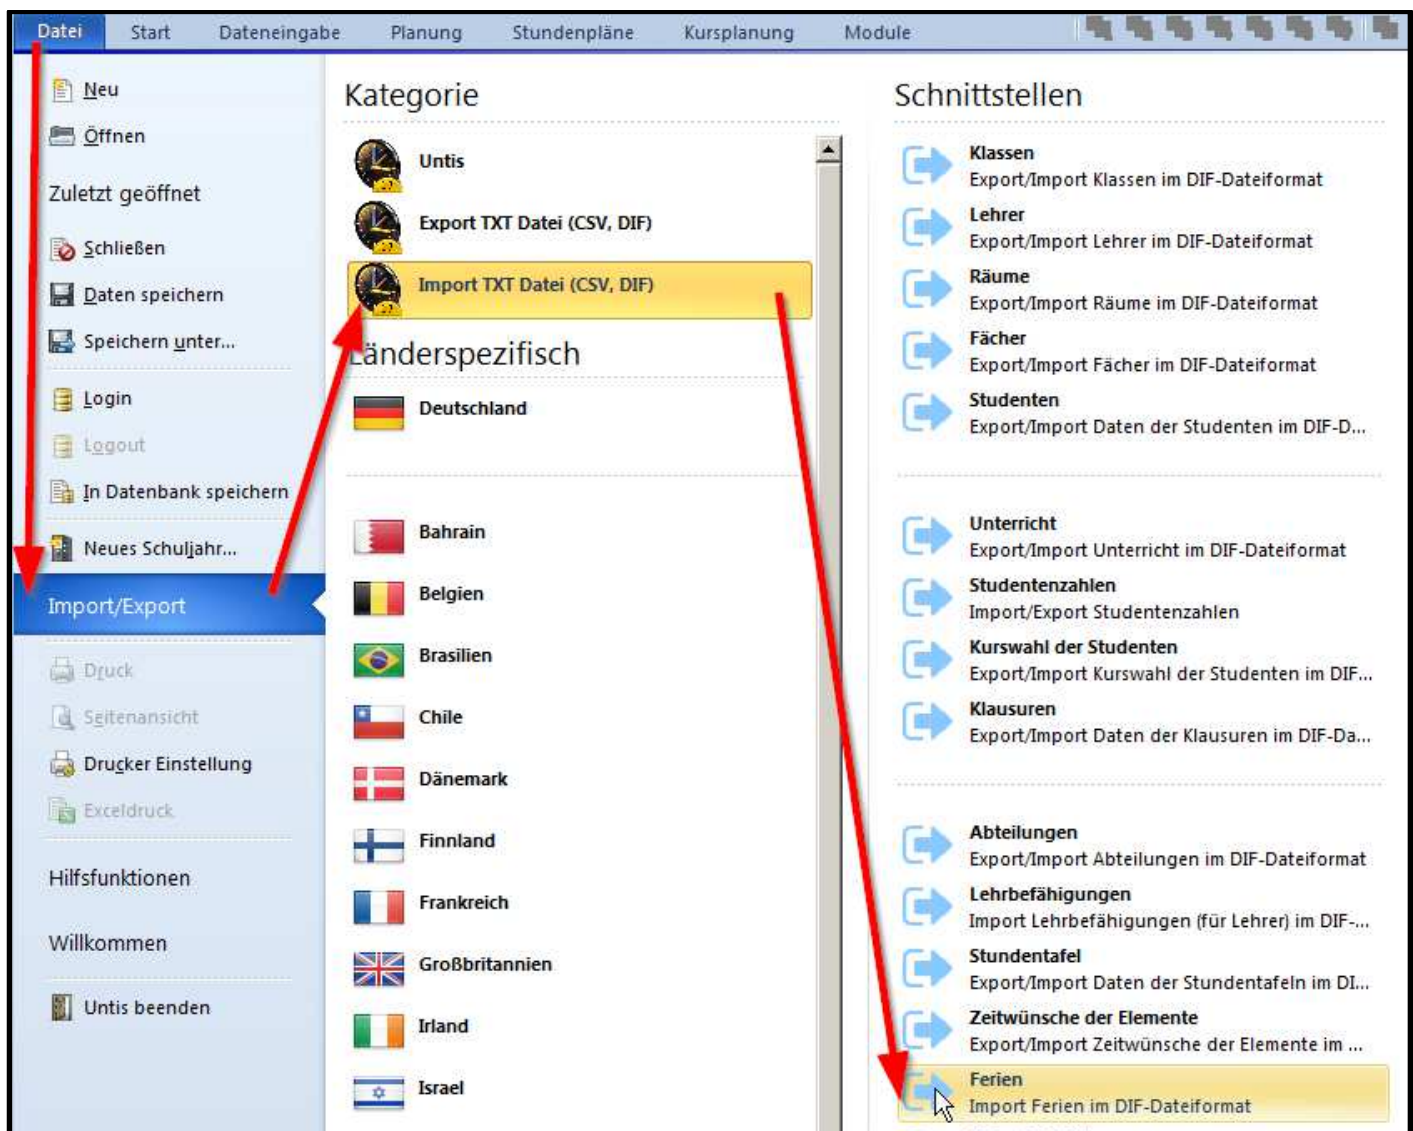 Datei Start Dateneingabe Planung Stundenpläne Kursplanung Module
Neu
Öffnen
Zuletzt geöffnet
Schließen
Daten speichern
Speichern unter...
Login
Logout
In Datenbank speichern
Neues Schuljahr...
Import/Export
Druck
Seitenansicht
Drucker Einstellung
Exceldruck
Hilfsfunktionen
Willkommen
Untis beenden
Kategorie
Untis
Export TXT Datei (CSV, DIF)
Import TXT Datei (CSV, DIF)
Länderspezifisch
Deutschland
Bahrain
Belgien
Brasilien
Chile
Dänemark
Finnland
Frankreich
Großbritannien
Irland
Israel
Schnittstellen
Klassen
Export/Import Klassen im DIF-Dateiformat
Lehrer
Export/Import Lehrer im DIF-Dateiformat
Räume
Export/Import Räume im DIF-Dateiformat
Fächer
Export/Import Fächer im DIF-Dateiformat
Studenten
Export/Import Daten der Studenten im DIF-D...
Unterricht
Export/Import Unterricht im DIF-Dateiformat
Studentenzahlen
Import/Export Studentenzahlen
Kurswahl der Studenten
Export/Import Kurswahl der Studenten im DIF...
Klausuren
Export/Import Daten der Klausuren im DIF-Da...
Abteilungen
Export/Import Abteilungen im DIF-Dateiformat
Lehrbefähigungen
Import Lehrbefähigungen (für Lehrer) im DIF-...
Stundentafel
Export/Import Daten der Stundentafeln im DI...
Zeitwünsche der Elemente
Export/Import Zeitwünsche der Elemente im ...
Ferien
Import Ferien im DIF-Dateiformat